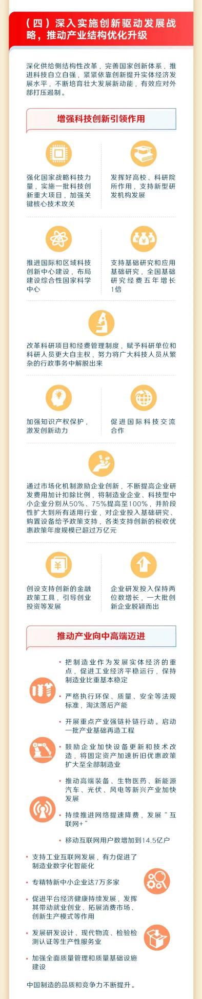 (四)深入实施创新驱动发展战
略，推动产业结构优化升级
深化供给侧结构性改革，完善国家创新体系，推
进科技自立自强，紧紧依靠创新提升实体经济发
展水平，不断培育壮大发展新动能，有效应对外
部打压遏制。
增强科技创新引领作用
强化国家战略科技力
量，实施一批科技创
新重大项目，加强关
键核心技术攻关
发挥好高校、科研院
所作用，支持新型研
发机构发展
推进国际和区域科技
创新中心建设，布局
建设综合性国家科学
中心
支持基础研究和应用
基础研究，全国基础
研究经费五年增长
1倍
改革科研项目和经费管理制度，赋予科研单位和
科研人员更大自主权，努力将广大科技人员从繁
杂的行政事务中解脱出来
加强知识产权保护，
激发创新动力
促进国际科技交流
合作
通过市场化机制激励企业创新，不断提高企业研
发费用加计扣除比例，将制造业企业、科技型中
小企业分别从50%、75%提高至100%，并阶段
性扩大到所有适用行业，对企业投入基础研究、
购置设备给予政策支持，各类支持创新的税收优
惠政策年度规模已超过万亿元
创设支持创新的金融
政策工具，引导创业
投资等发展
企业研发投入保持两
位数增长，一大批创
新企业脱颖而出
推动产业向中高端迈进
• 把制造业作为发展实体经济的重
点，促进工业经济平稳运行，保持
制造业比重基本稳定
• 严格执行环保、质量、安全等法规
标准，淘汰落后产能
• 开展重点产业强链补链行动。启动
一批产业基础再造工程
• 鼓励企业加快设备更新和技术改
造，将固定资产加速折旧优惠政策
扩大至全部制造业
• 推动高端装备、生物医药、新能源
汽车、光伏、风电等新兴产业加快
发展
• 持续推进网络提速降费，发展“互
联网+”
• 移动互联网用户数增加到14.5亿户
• 支持工业互联网发展，有力促进了
制造业数字化智能化
• 专精特新中小企业达7万多家
• 促进平台经济健康持续发展，发挥
其带动就业创业、拓展消费市场、
创新生产模式等作用
• 发展研发设计、现代物流、检验检
测认证等生产性服务业
• 加强全面质量管理和质量基础设施
建设
中国制造的品质和竞争力不断提升。